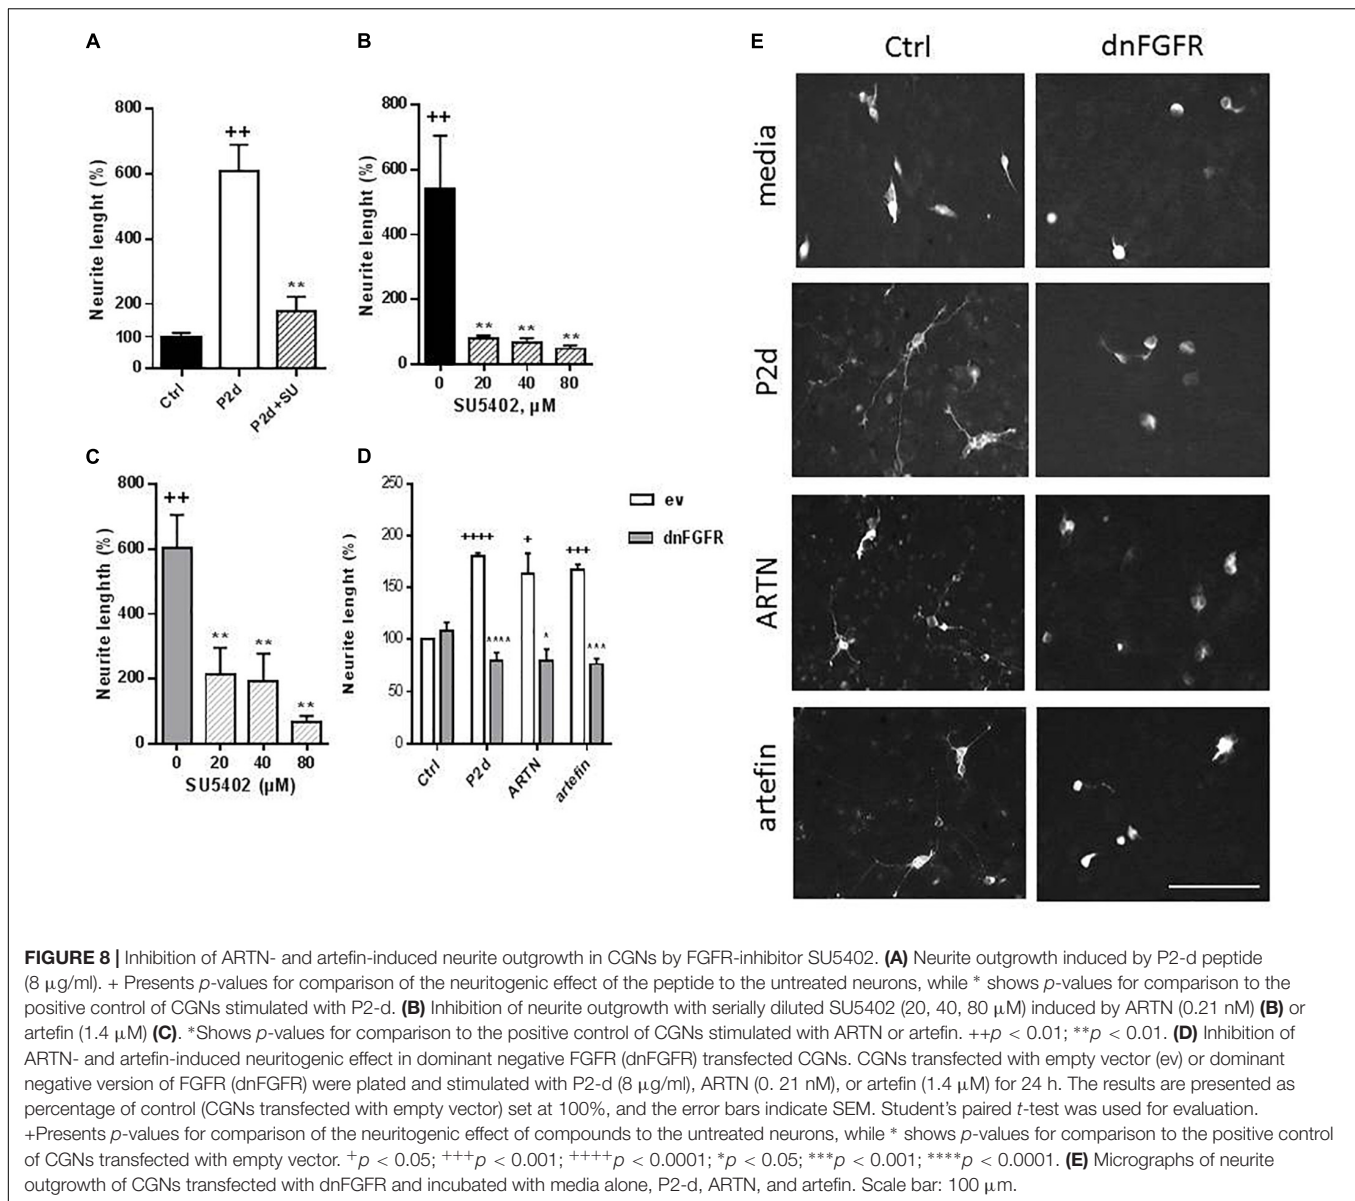 A
Neurite lenght (%)
800
600
400
200
100
0
++
**
Ctrl
P2d
P2d+SU
B
Neurite lenght (%)
800
600
400
200
0
++
**
**
**
0 20 40 80
SU5402, µM
C
Neurite lenghth (%)
800
600
400
200
0
++
**
**
**
0 20 40 80
SU5402 (µM)
D
Neurite lenght (%)
250
200
150
100
50
0
++++
+
+++
^^^^
^
^^^
Ctrl
P2d
ARTN
artefin
ev
dnFGFR
E
Ctrl dnFGFR
media
P2d
ARTN
artefin
FIGURE 8 | Inhibition of ARTN- and artefin-induced neurite outgrowth in CGNs by FGFR-inhibitor SU5402. (A) Neurite outgrowth induced by P2-d peptide
(8 μg/ml). + Presents p-values for comparison of the neuritogenic effect of the peptide to the untreated neurons, while * shows p-values for comparison to the
positive control of CGNs stimulated with P2-d. (B) Inhibition of neurite outgrowth with serially diluted SU5402 (20, 40, 80 μM) induced by ARTN (0.21 nM) (B) or
artefin (1.4 μM) (C). *Shows p-values for comparison to the positive control of CGNs stimulated with ARTN or artefin. ++p < 0.01; **p < 0.01. (D) Inhibition of
ARTN- and artefin-induced neuritogenic effect in dominant negative FGFR (dnFGFR) transfected CGNs. CGNs transfected with empty vector (ev) or dominant
negative version of FGFR (dnFGFR) were plated and stimulated with P2-d (8 μg/ml), ARTN (0. 21 nM), or artefin (1.4 μM) for 24 h. The results are presented as
percentage of control (CGNs transfected with empty vector) set at 100%, and the error bars indicate SEM. Student's paired t-test was used for evaluation.
+Presents p-values for comparison of the neuritogenic effect of compounds to the untreated neurons, while * shows p-values for comparison to the positive control
of CGNs transfected with empty vector. +p < 0.05; +++p < 0.001; ++++p < 0.0001; *p < 0.05; ***p < 0.001; ****p < 0.0001. (E) Micrographs of neurite
outgrowth of CGNs transfected with dnFGFR and incubated with media alone, P2-d, ARTN, and artefin. Scale bar: 100 μm.